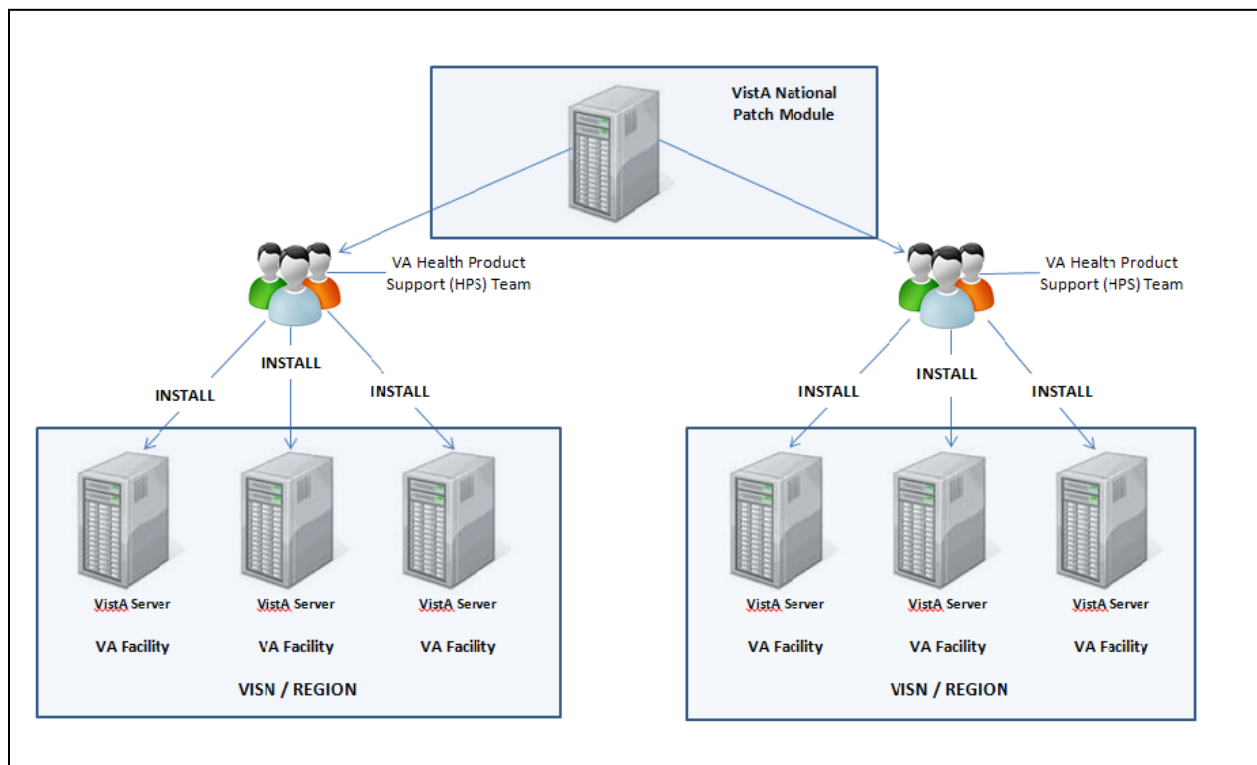 VistA National
Patch Module
VA Health Product
Support (HPS) Team
VA Health Product
Support (HPS) Team
INSTALL
INSTALL
INSTALL
INSTALL
INSTALL
INSTALL
VistA Server
VistA Server
VistA Server
VA Facility
VA Facility
VA Facility
VISN / REGION
VistA Server
VistA Server
VistA Server
VA Facility
VA Facility
VA Facility
VISN / REGION